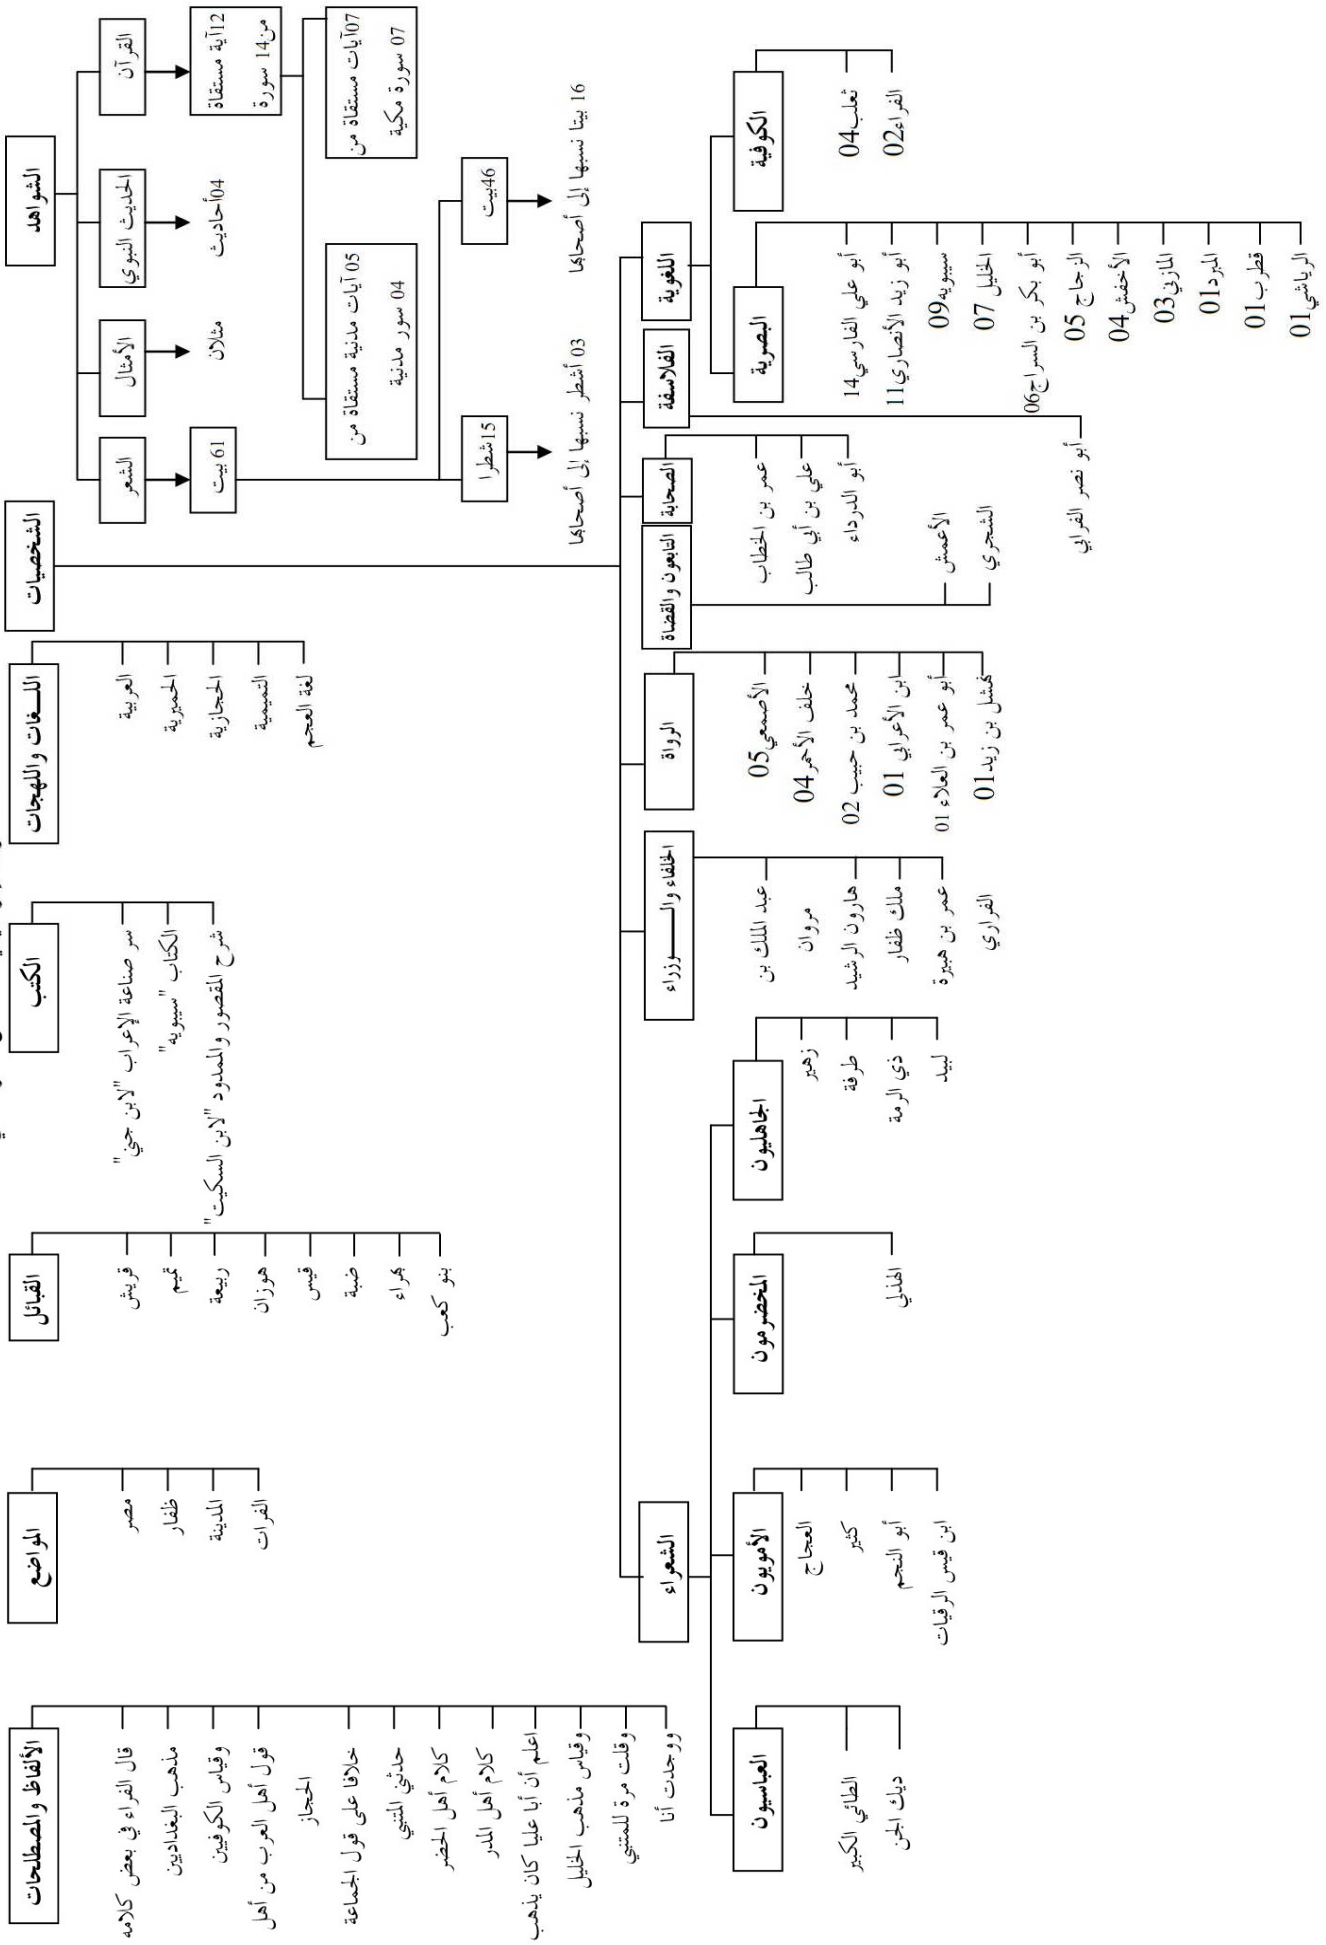 الشواهد
القرآن
12آية مستقاة
من14 سورة
07آيات مستقاة من
07 سورة مكية
05 آيات مدنية مستقاة من
04 سور مدنية
الحديث النبوي
04أحاديث
الأمثال
مثلان
الشعر
61 بيت
46بيت
16 بيتا نسبها إلى أصحابها
15شطرا
03 أشطر نسبها إلى أصحابها
الشخصيات
اللغوية
الكوفية
ثعلب04
الفراء02
البصرية
أبو علي الفارسي14
أبو زيد الأنصاري11
سيبويه09
الخليل 07
أبو بكر بن السراج06
الزجاج 05
الأخفش04
المازني03
المبرد01
قطرب01
الرياشي01
الفلاسفة
أبو نصر الفرابي
الصحابة
عمر بن الخطاب
علي بن أبي طالب
أبو الدرداء
التابعون والقضاة
الأعمش
الشجري
الرواة
الأصمعي05
خلف الأحمر04
محمد بن حبيب 02
ابن الأعرابي 01
أبو عمر بن العلاء 01
نهشل بن زيد01
الخلفاء والـــوزراء
عبد الملك بن
مروان
هارون الرشيد
ملك ظفار
عمر بن هبيرة
الفراري
الشعراء
الجاهليون
زهير
طرفة
ذي الرمة
لبيد
المخضرمون
الهذلي
الأمويون
العجاج
كثير
أبو النجم
ابن قيس الرقيات
العباسيون
الطائي الكبير
ديك الجن
اللـغات واللهجات
العربية
الحميرية
الحجازية
التميمية
لغة العجم
الكتب
سر صناعة الإعراب "لابن جني"
الكتاب "سيبويه"
شرح المقصور والممدود "لابن السكيت"
القبائل
قريش
تميم
ربيعة
هوزان
قيس
ضبة
بهراء
بنو كعب
المواضع
مصر
ظفار
المدينة
الفرات
الألفاظ والمصطلحات
قال الفراء في بعض كلامه
مذهب البغداديين
وقياس الكوفيين
قول أهل العرب من أهل
الحجاز
خلافا على قول الجماعة
حدثني المتنبي
كلام أهل الحضر
كلام أهل المدر
اعلم أن أبا عليا كان يذهب
وقياس مذهب الخليل
وقلت مرة للمتنبي
ووجدت أنا